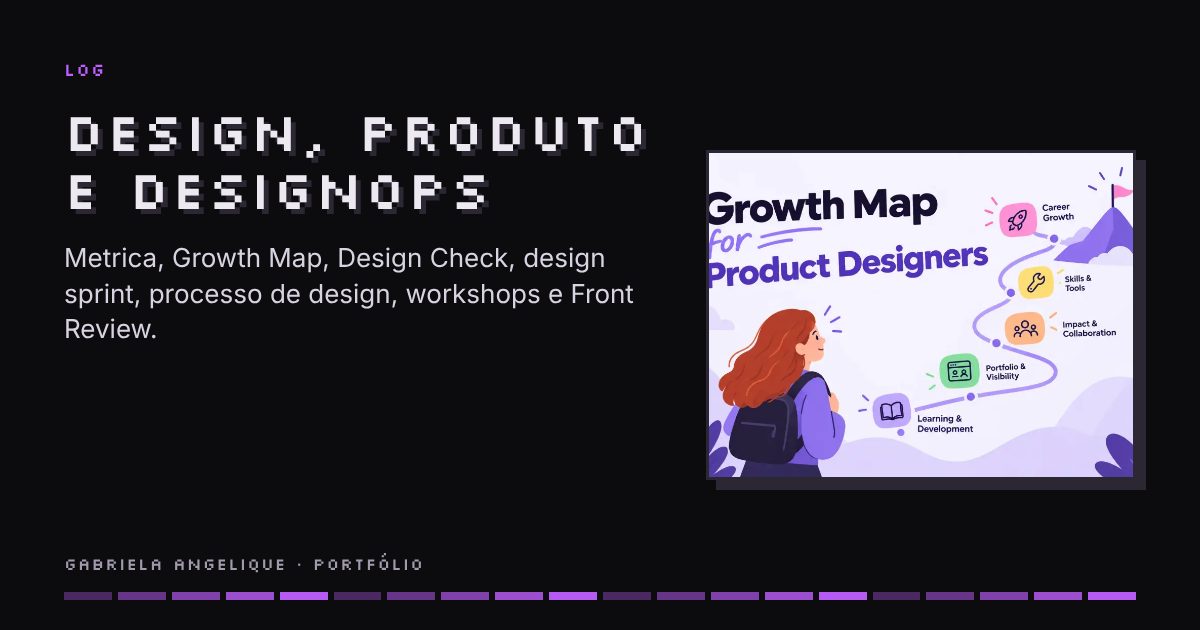 LOG
DESIGN, PRODUTO
E DESIGNOPS
Metrica, Growth Map, Design Check, design
sprint, processo de design, workshops e Front
Review.
Growth Map
for
Product Designers
Career
Growth
Skills &
Tools
Impact &
Collaboration
Portfolio &
Visibility
Learning &
Development
GABRIELA ANGELIQUE · PORTFÓLIO